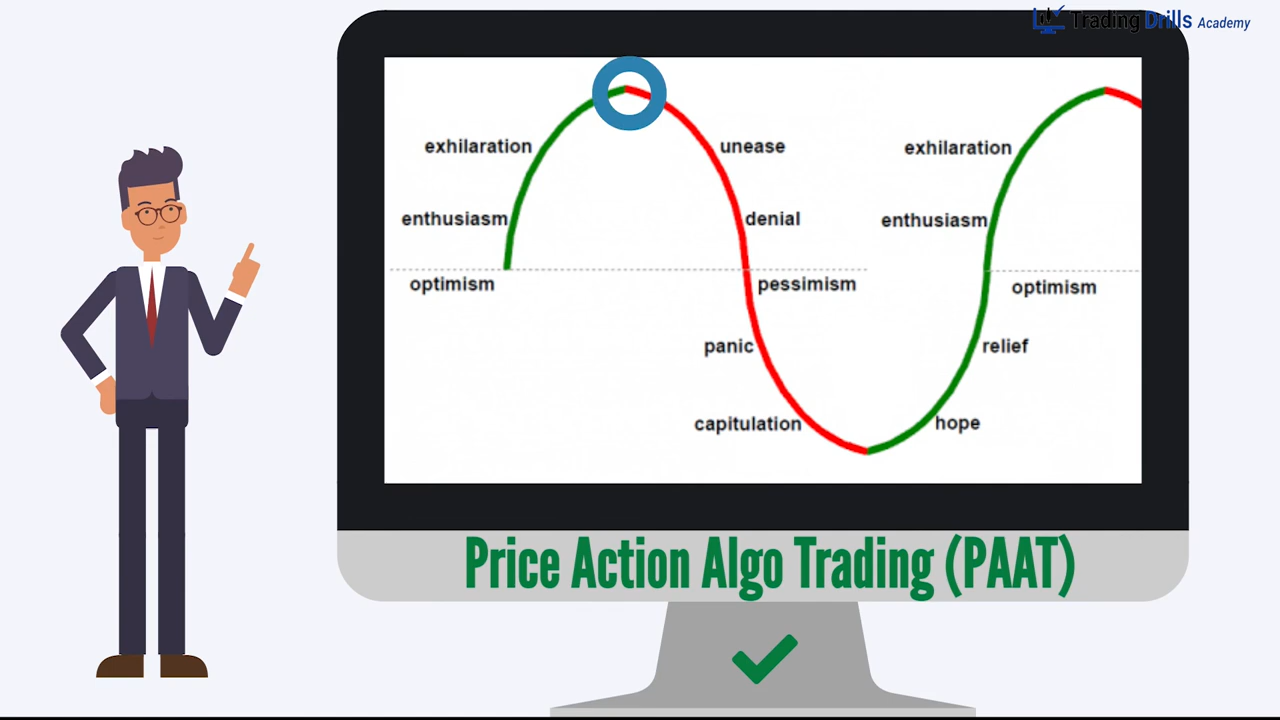 Trading Drills Academy
exhilaration
unease
exhilaration
enthusiasm
denial
enthusiasm
optimism
pessimism
optimism
panic
relief
capitulation
hope
Price Action Algo Trading (PAAT)